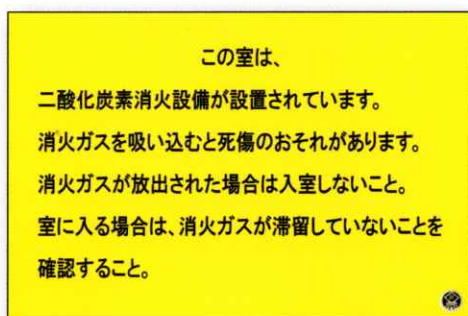 この室は、
二酸化炭素消火設備が設置されています。
消火ガスを吸い込むと死傷のおそれがあります。
消火ガスが放出された場合は入室しないこと。
室に入る場合は、消火ガスが滞留していないことを
確認すること。